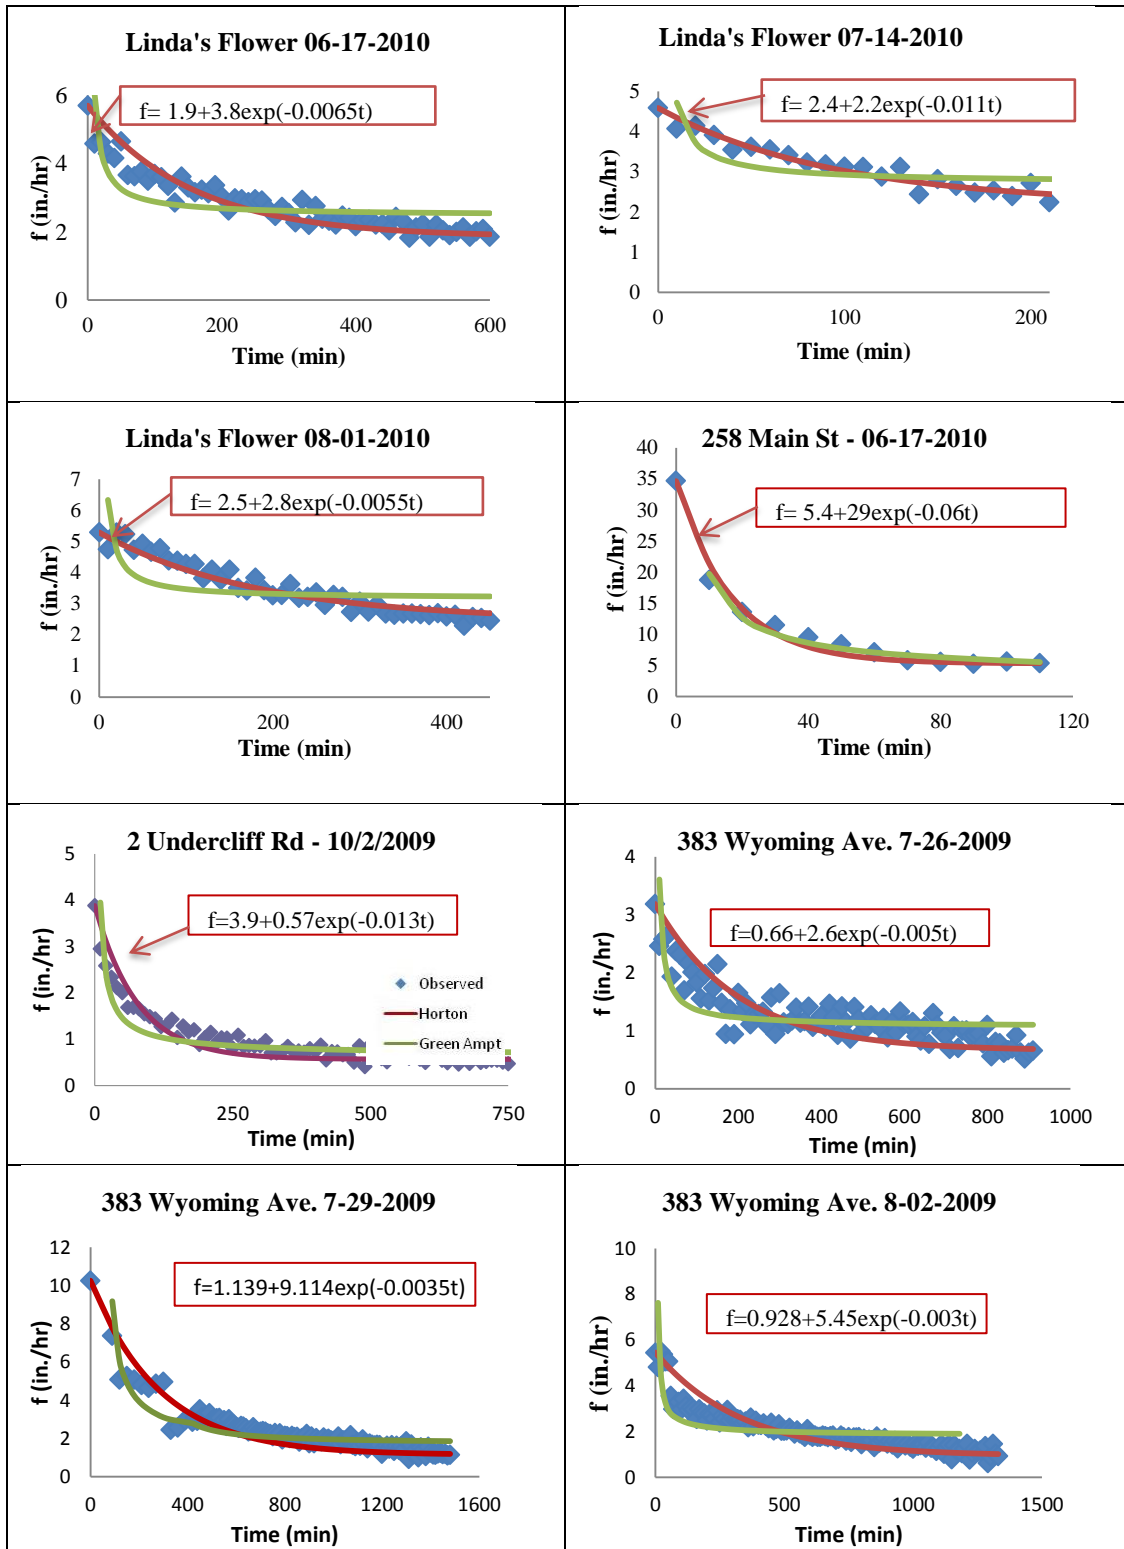 Linda's Flower 06-17-2010
f= 1.9+3.8exp(-0.0065t)
6
4
2
0
f (in./hr)
0 200 400 600
Time (min)
Linda's Flower 07-14-2010
f= 2.4+2.2exp(-0.011t)
5
4
3
2
1
0
f (in./hr)
0 100 200
Time (min)
Linda's Flower 08-01-2010
f= 2.5+2.8exp(-0.0055t)
7
6
5
4
3
2
1
0
f (in./hr)
0 200 400
Time (min)
258 Main St - 06-17-2010
f= 5.4+29exp(-0.06t)
40
35
30
25
20
15
10
5
0
f (in./hr)
0 40 80 120
Time (min)
2 Undercliff Rd - 10/2/2009
f=3.9+0.57exp(-0.013t)
5
4
3
2
1
0
f (in./hr)
Observed
Horton
Green Ampt
0 250 500 750
Time (min)
383 Wyoming Ave. 7-26-2009
f=0.66+2.6exp(-0.005t)
4
3
2
1
0
f (in./hr)
0 200 400 600 800 1000
Time (min)
383 Wyoming Ave. 7-29-2009
f=1.139+9.114exp(-0.0035t)
12
10
8
6
4
2
0
f (in./hr)
0 400 800 1200 1600
Time (min)
383 Wyoming Ave. 8-02-2009
f=0.928+5.45exp(-0.003t)
10
8
6
4
2
0
f (in./hr)
0 500 1000 1500
Time (min)